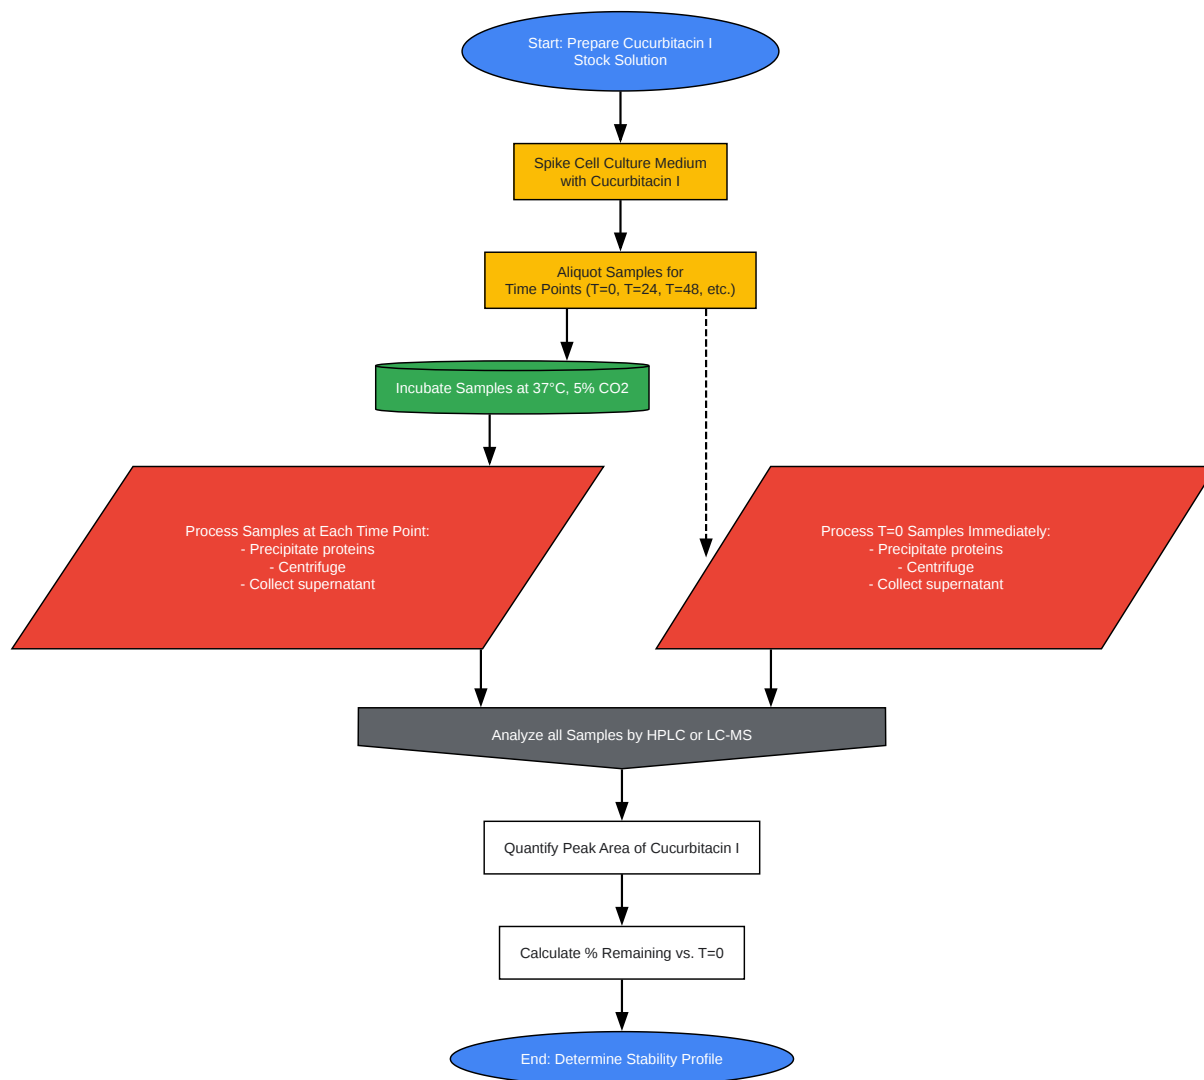 Start: Prepare Cucurbitacin I
Stock Solution
Spike Cell Culture Medium
with Cucurbitacin I
Aliquot Samples for
Time Points (T=0, T=24, T=48, etc.)
Incubate Samples at 37°C, 5% CO2
Process Samples at Each Time Point:
- Precipitate proteins
- Centrifuge
- Collect supernatant
Process T=0 Samples Immediately:
- Precipitate proteins
- Centrifuge
- Collect supernatant
Analyze all Samples by HPLC or LC-MS
Quantify Peak Area of Cucurbitacin I
Calculate % Remaining vs. T=0
End: Determine Stability Profile